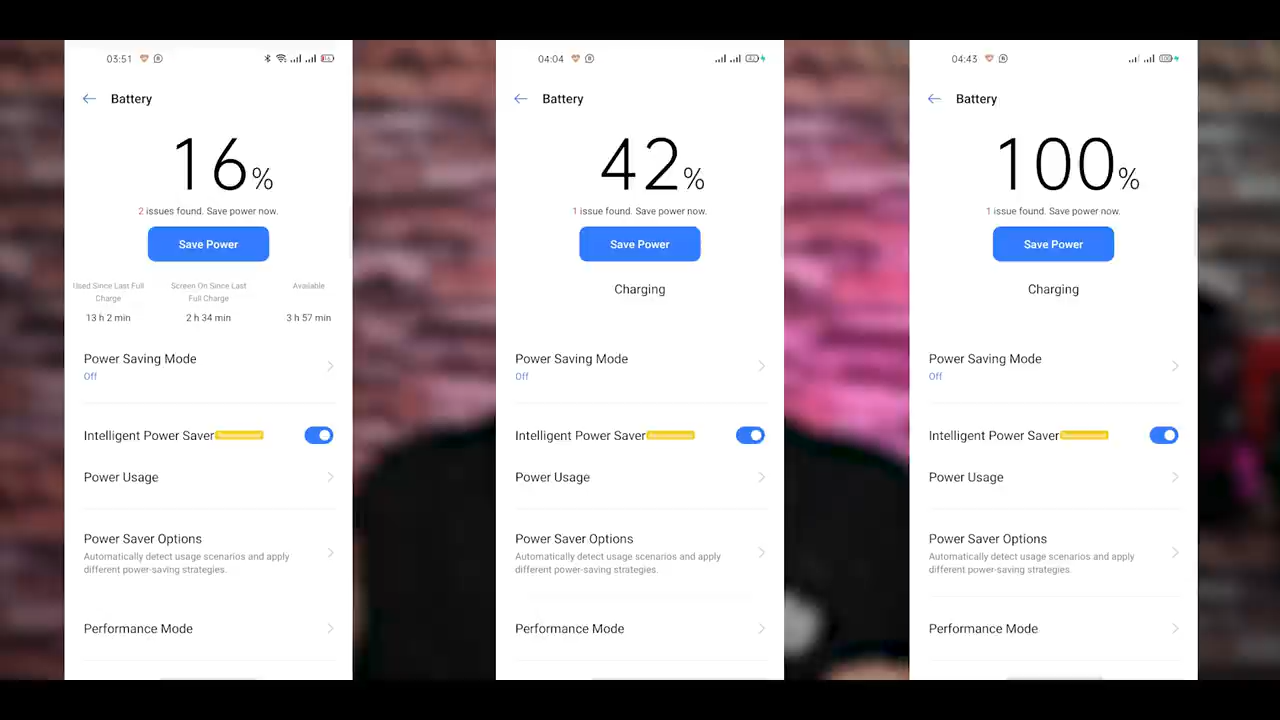 03:51
Battery
16%
2 issues found. Save power now.
Save Power
Used Since Last Full Charge
13 h 2 min
Screen On Since Last Full Charge
2 h 34 min
Available
3 h 57 min
Power Saving Mode
Off
Intelligent Power Saver
Power Usage
Power Saver Options
Automatically detect usage scenarios and apply
different power-saving strategies.
Performance Mode
04:04
42
Battery
42%
1 issue found. Save power now.
Save Power
Charging
Power Saving Mode
Off
Intelligent Power Saver
Power Usage
Power Saver Options
Automatically detect usage scenarios and apply
different power-saving strategies.
Performance Mode
04:43
100
Battery
100%
1 issue found. Save power now.
Save Power
Charging
Power Saving Mode
Off
Intelligent Power Saver
Power Usage
Power Saver Options
Automatically detect usage scenarios and apply
different power-saving strategies.
Performance Mode